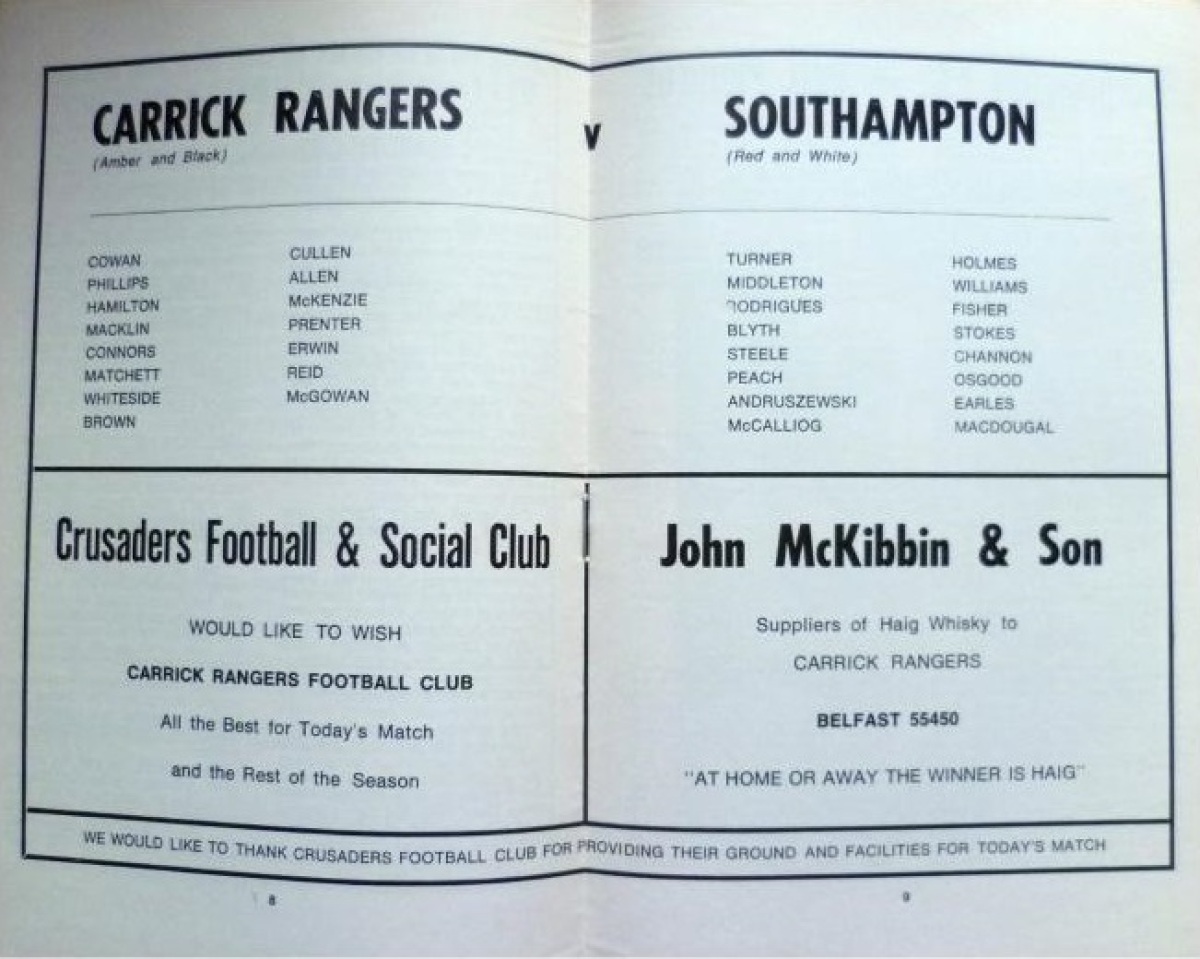 CARRICK RANGERS
(Amber and Black)
v
SOUTHAMPTON
(Red and White)
COWAN
PHILLIPS
HAMILTON
MACKLIN
CONNORS
MATCHETT
WHITESIDE
BROWN
CULLEN
ALLEN
McKENZIE
PRENTER
ERWIN
REID
McGOWAN
TURNER
MIDDLETON
RODRIGUES
BLYTH
STEELE
PEACH
ANDRUSZEWSKI
McCALLIOG
HOLMES
WILLIAMS
FISHER
STOKES
CHANNON
OSGOOD
EARLES
MACDOUGAL
Crusaders Football & Social Club
WOULD LIKE TO WISH
CARRICK RANGERS FOOTBALL CLUB
All the Best for Today's Match
and the Rest of the Season
John McKibbin & Son
Suppliers of Haig Whisky to
CARRICK RANGERS
BELFAST 55450
"AT HOME OR AWAY THE WINNER IS HAIG"
WE WOULD LIKE TO THANK CRUSADERS FOOTBALL CLUB FOR PROVIDING THEIR GROUND AND FACILITIES FOR TODAY'S MATCH
8
9